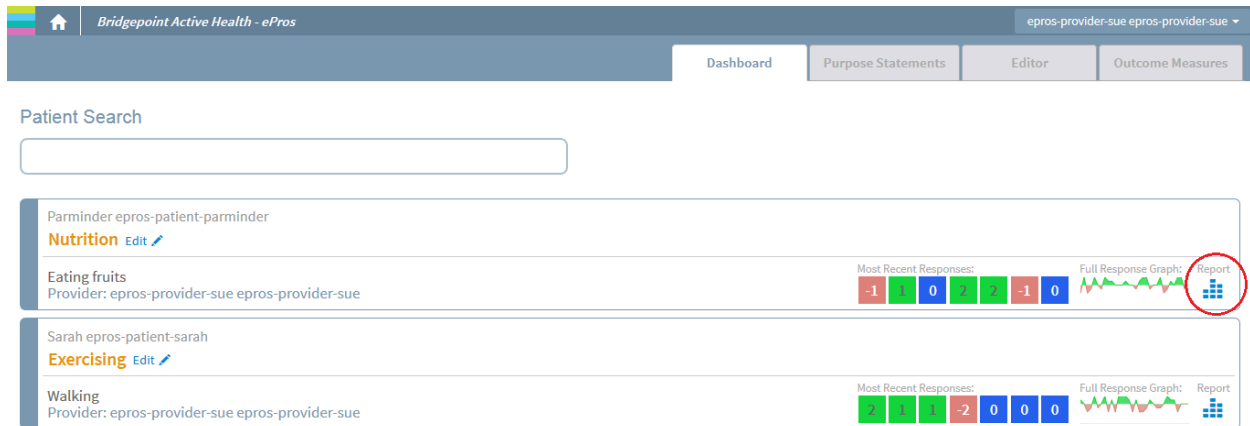 Bridgepoint Active Health - ePros
epros-provider-sue epros-provider-sue
Dashboard
Purpose Statements
Editor
Outcome Measures
Patient Search
Parminder epros-patient-parminder
Nutrition Edit
Eating fruits
Provider: epros-provider-sue epros-provider-sue
Most Recent Responses:
-1 1 0 2 2 -1 0
Full Response Graph:
Report
Sarah epros-patient-sarah
Exercising Edit
Walking
Provider: epros-provider-sue epros-provider-sue
Most Recent Responses:
2 1 1 -2 0 0 0
Full Response Graph:
Report